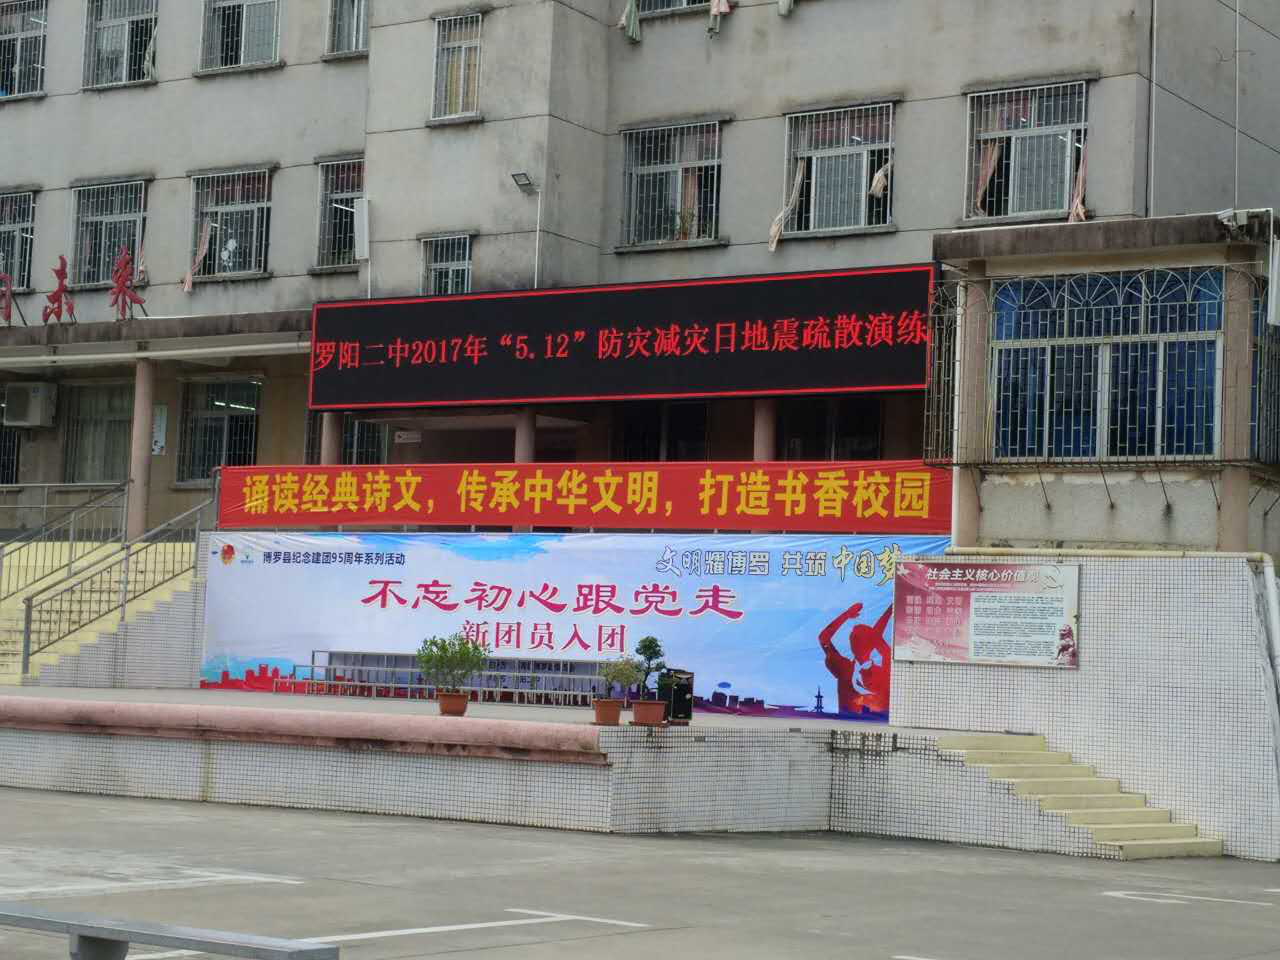 未来
罗阳二中2017年“5.12”防灾减灾日地震疏散演练
诵读经典诗文，传承中华文明，打造书香校园
博罗县纪念建团95周年系列活动
文明耀博罗 共筑中国梦
不忘初心跟党走
新团员入团
社会主义核心价值观